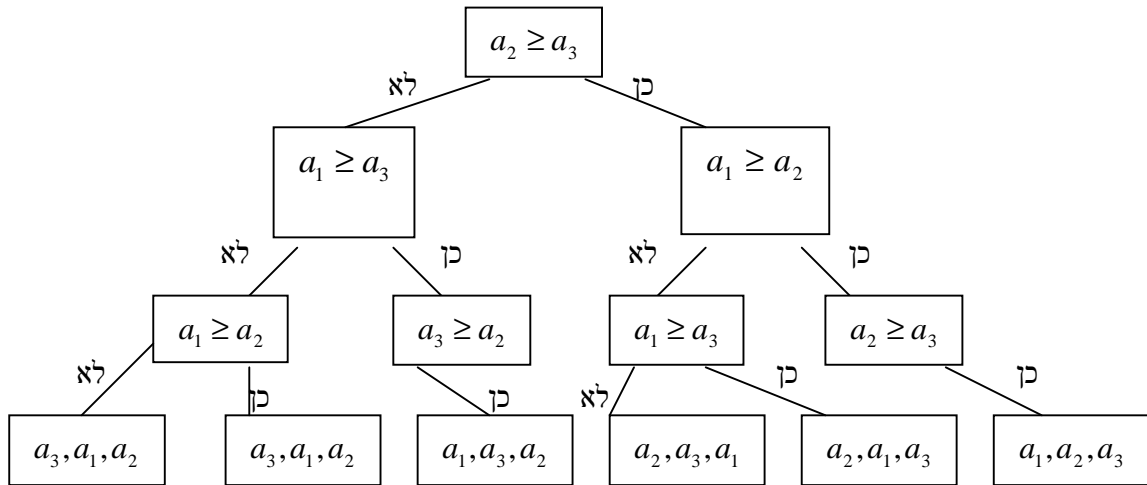 a₂ ≥ a₃
לא
כן
a₁ ≥ a₃
a₁ ≥ a₂
לא
כן
לא
כן
a₁ ≥ a₂
a₃ ≥ a₂
a₁ ≥ a₃
a₂ ≥ a₃
לא
כן
כן
לא
כן
כן
a₃, a₁, a₂
a₃, a₁, a₂
a₁, a₃, a₂
a₂, a₃, a₁
a₂, a₁, a₃
a₁, a₂, a₃